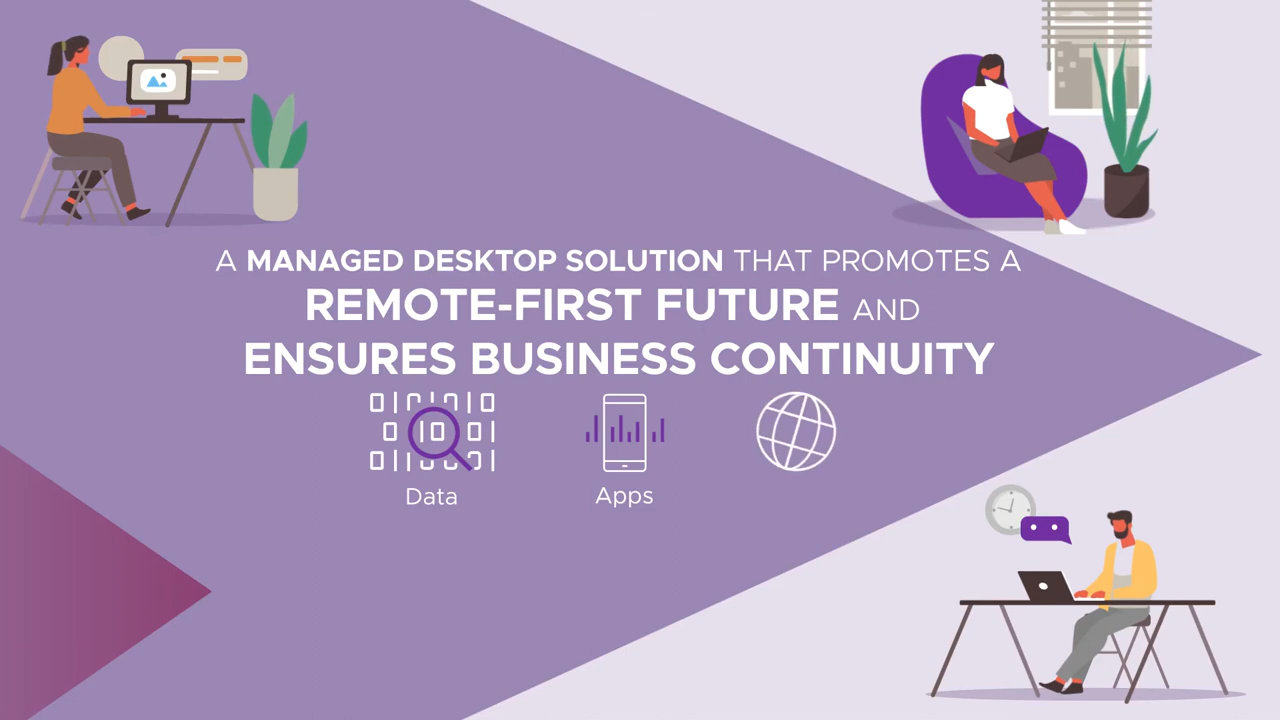 A MANAGED DESKTOP SOLUTION THAT PROMOTES A
REMOTE-FIRST FUTURE AND
ENSURES BUSINESS CONTINUITY
Data
Apps